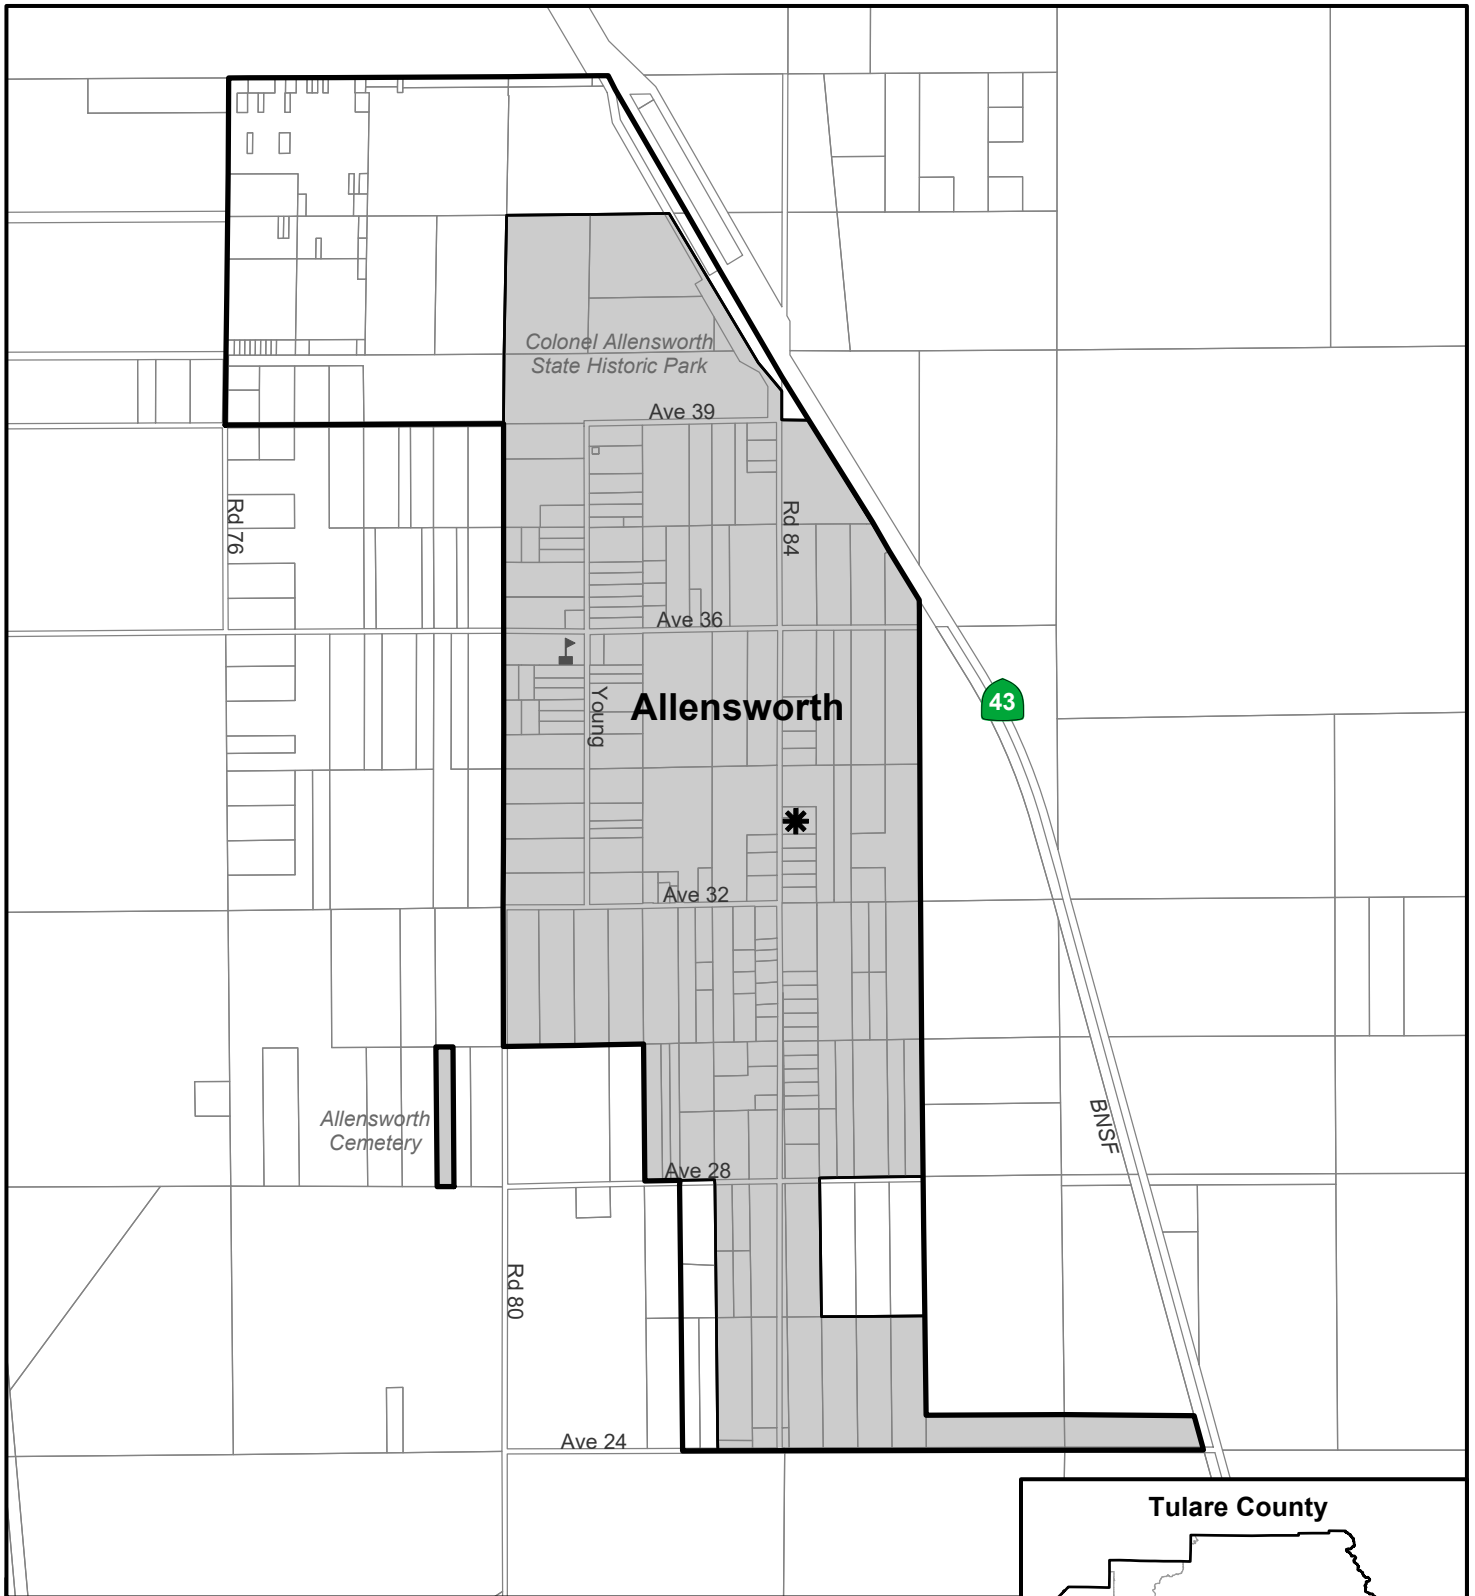 Colonel Allensworth
State Historic Park
Ave 39
Rd 76
Rd 84
Ave 36
Young
Allensworth
43
Ave 32
Allensworth
Cemetery
BNSF
Ave 28
Rd 80
Ave 24
Tulare County